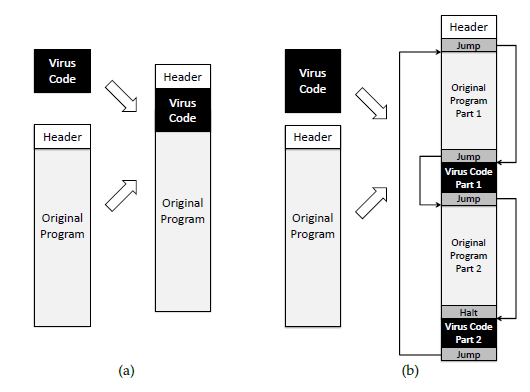 Virus
Code
Header
Original
Program
Header
Virus
Code
Original
Program
(a)
Virus
Code
Header
Original
Program
Header
Jump
Original
Program
Part 1
Jump
Virus Code
Part 1
Jump
Original
Program
Part 2
Halt
Virus Code
Part 2
Jump
(b)